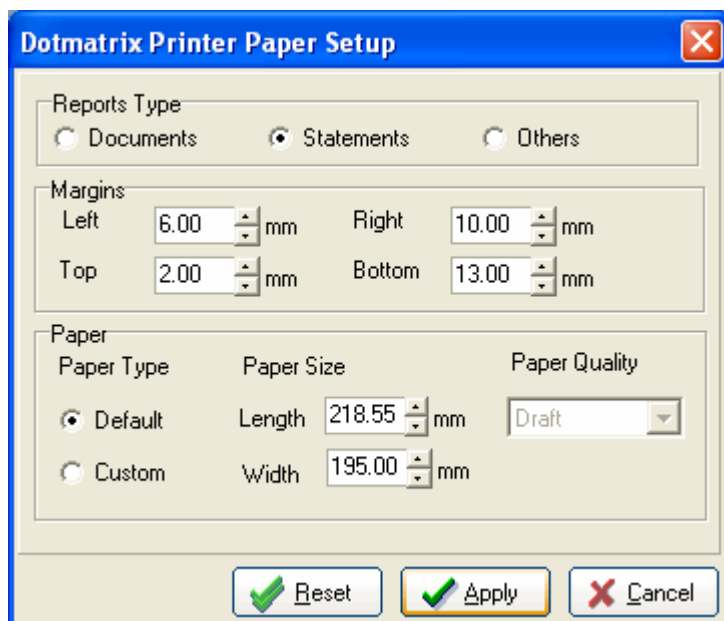 Dotmatrix Printer Paper Setup
Reports Type
Documents Statements Others
Margins
Left 6.00 mm Right 10.00 mm
Top 2.00 mm Bottom 13.00 mm
Paper
Paper Type Paper Size Paper Quality
Default Length 218.55 mm Draft
Custom Width 195.00 mm
Reset Apply Cancel